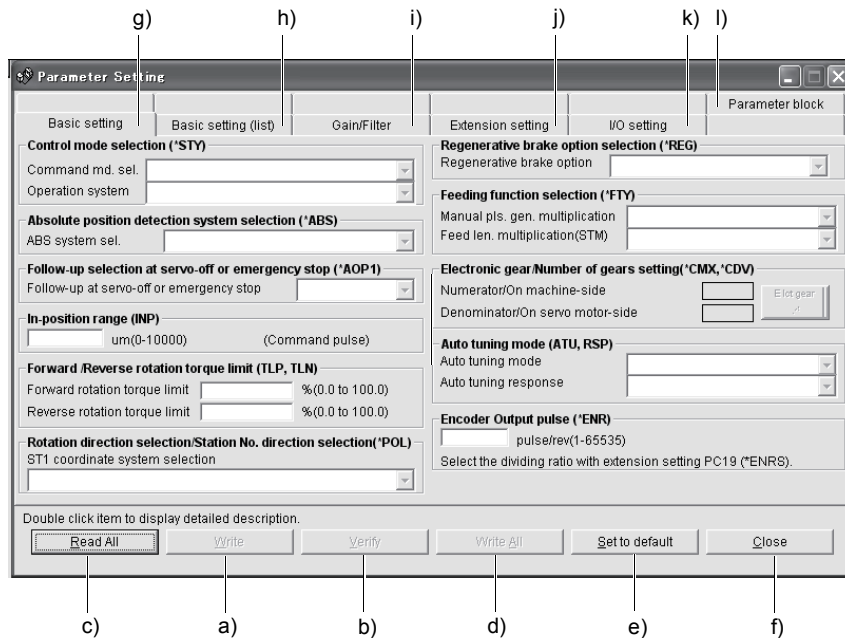 g) h) i) j) k) l)
Parameter Setting
Parameter block
Basic setting Basic setting (list) Gain/Filter Extension setting I/O setting
Control mode selection (*STY)
Command md. sel.
Operation system
Absolute position detection system selection (*ABS)
ABS system sel.
Follow-up selection at servo-off or emergency stop (*AOP1)
Follow-up at servo-off or emergency stop
In-position range (INP)
um(0-10000) (Command pulse)
Forward /Reverse rotation torque limit (TLP, TLN)
Forward rotation torque limit %(0.0 to 100.0)
Reverse rotation torque limit %(0.0 to 100.0)
Rotation direction selection/Station No. direction selection(*POL)
ST1 coordinate system selection
Regenerative brake option selection (*REG)
Regenerative brake option
Feeding function selection (*FTY)
Manual pls. gen. multiplication
Feed len. multiplication(STM)
Electronic gear/Number of gears setting(*CMX,*CDV)
Numerator/On machine-side
Denominator/On servo motor-side
gear
Auto tuning mode (ATU, RSP)
Auto tuning mode
Auto tuning response
Encoder Output pulse (*ENR)
pulse/rev(1-65535)
Select the dividing ratio with extension setting PC19 (*ENRS).
Double click item to display detailed description.
Read All Write Verify Write All Set to default Close
c) a) b) d) e) f)